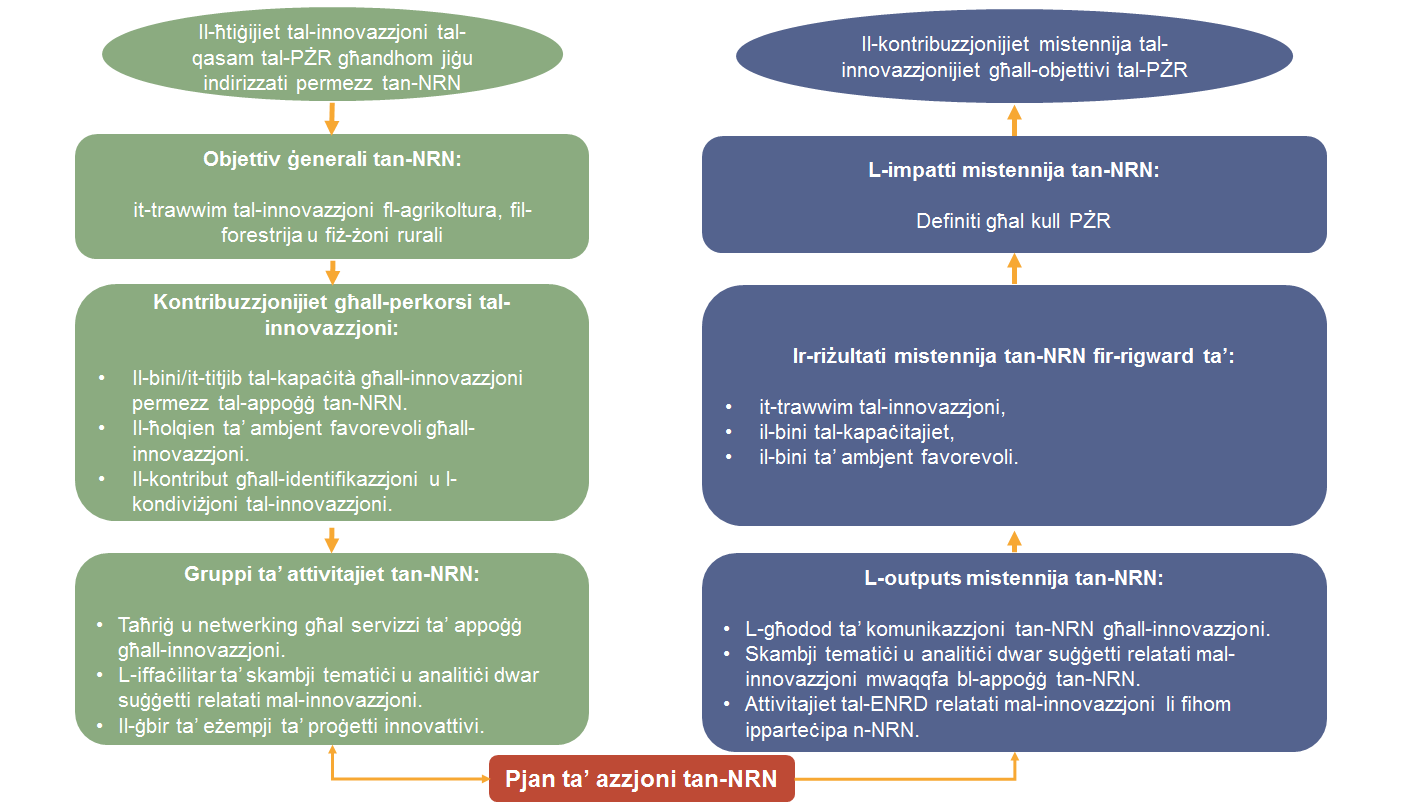 Il-ħtiġijiet tal-innovazzjoni tal-
qasam tal-PŻR għandhom jiġu
indirizzati permezz tan-NRN
Objettiv ġenerali tan-NRN:
it-trawwim tal-innovazzjoni fl-agrikoltura, fil-
forestrija u fiż-żoni rurali
Kontribuzzjonijiet għall-perkorsi tal-
innovazzjoni:
• Il-bini/it-titjib tal-kapaċità għall-innovazzjoni
permezz tal-appoġġ tan-NRN.
• Il-ħolqien ta’ ambjent favorevoli għall-
innovazzjoni.
• Il-kontribut għall-identifikazzjoni u l-
kondiviżjoni tal-innovazzjoni.
Gruppi ta’ attivitajiet tan-NRN:
• Taħriġ u networking għal servizzi ta’ appoġġ
għall-innovazzjoni.
• L-iffaċilitar ta’ skambji tematiċi u analitiċi dwar
suġġetti relatati mal-innovazzjoni.
• Il-ġbir ta’ eżempji ta’ proġetti innovattivi.
Pjan ta’ azzjoni tan-NRN
Il-kontribuzzjonijiet mistennija tal-
innovazzjonijiet għall-objettivi tal-PŻR
L-impatti mistennija tan-NRN:
Definiti għal kull PŻR
Ir-riżultati mistennija tan-NRN fir-rigward ta’:
• it-trawwim tal-innovazzjoni,
• il-bini tal-kapaċitajiet,
• il-bini ta’ ambjent favorevoli.
L-outputs mistennija tan-NRN:
• L-għodod ta’ komunikazzjoni tan-NRN għall-innovazzjoni.
• Skambji tematiċi u analitiċi dwar suġġetti relatati mal-
innovazzjoni mwaqqfa bl-appoġġ tan-NRN.
• Attivitajiet tal-ENRD relatati mal-innovazzjoni li fihom
ipparteċipa n-NRN.